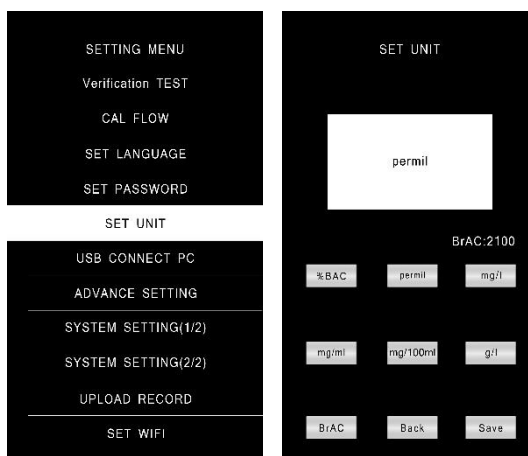 SETTING MENU
Verification TEST
CAL FLOW
SET LANGUAGE
SET PASSWORD
SET UNIT
USB CONNECT PC
ADVANCE SETTING
SYSTEM SETTING(1/2)
SYSTEM SETTING(2/2)
UPLOAD RECORD
SET WIFI
SET UNIT
permil
BrAC:2100
%BAC permil mg/l
mg/ml mg/100ml g/l
BrAC Back Save